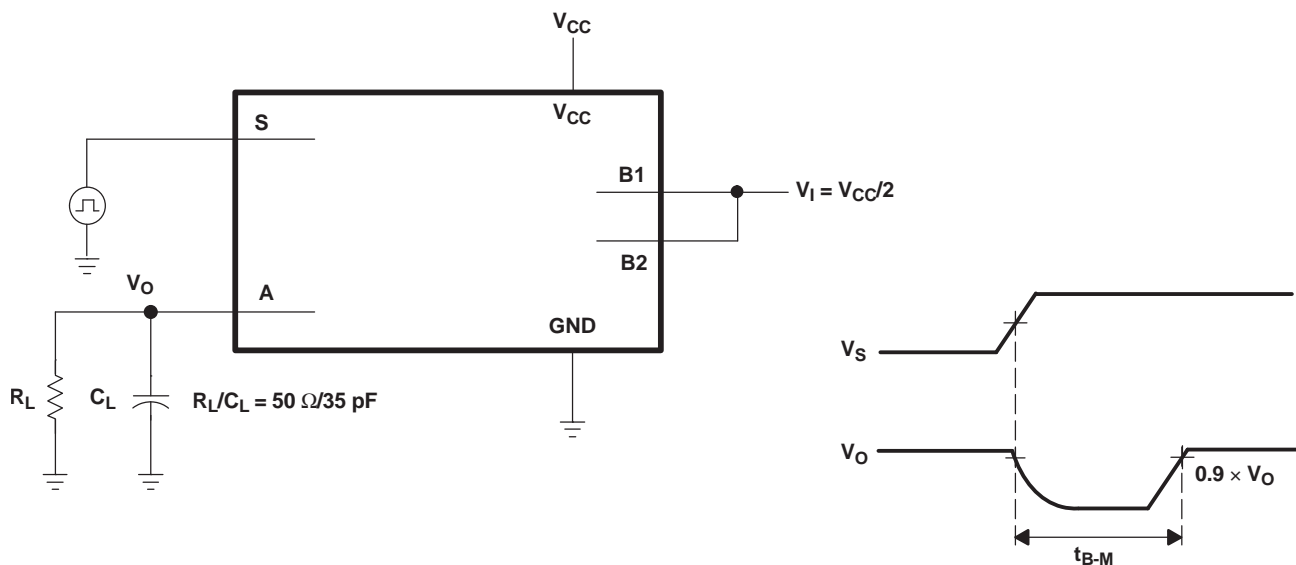 VCC
VCC
S
B1
VI = VCC/2
B2
VO
A
GND
RL
CL
RL/CL = 50 Ω/35 pF
VS
VO
0.9 × VO
tB-M